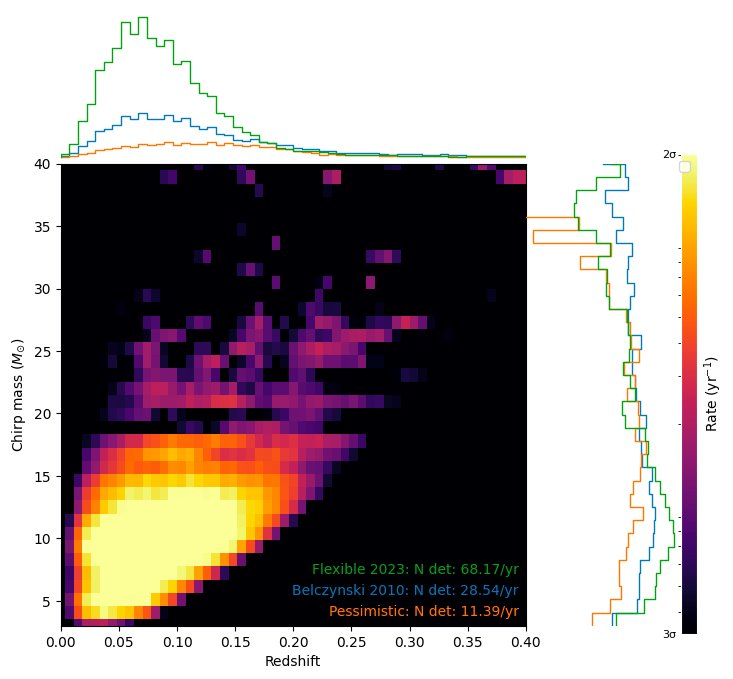 2σ
40
35
30
25
20
15
10
5
Chirp mass (M⊙)
Rate (yr⁻¹)
Flexible 2023: N det: 68.17/yr
Belczynski 2010: N det: 28.54/yr
Pessimistic: N det: 11.39/yr
3σ
0.00 0.05 0.10 0.15 0.20 0.25 0.30 0.35 0.40
Redshift